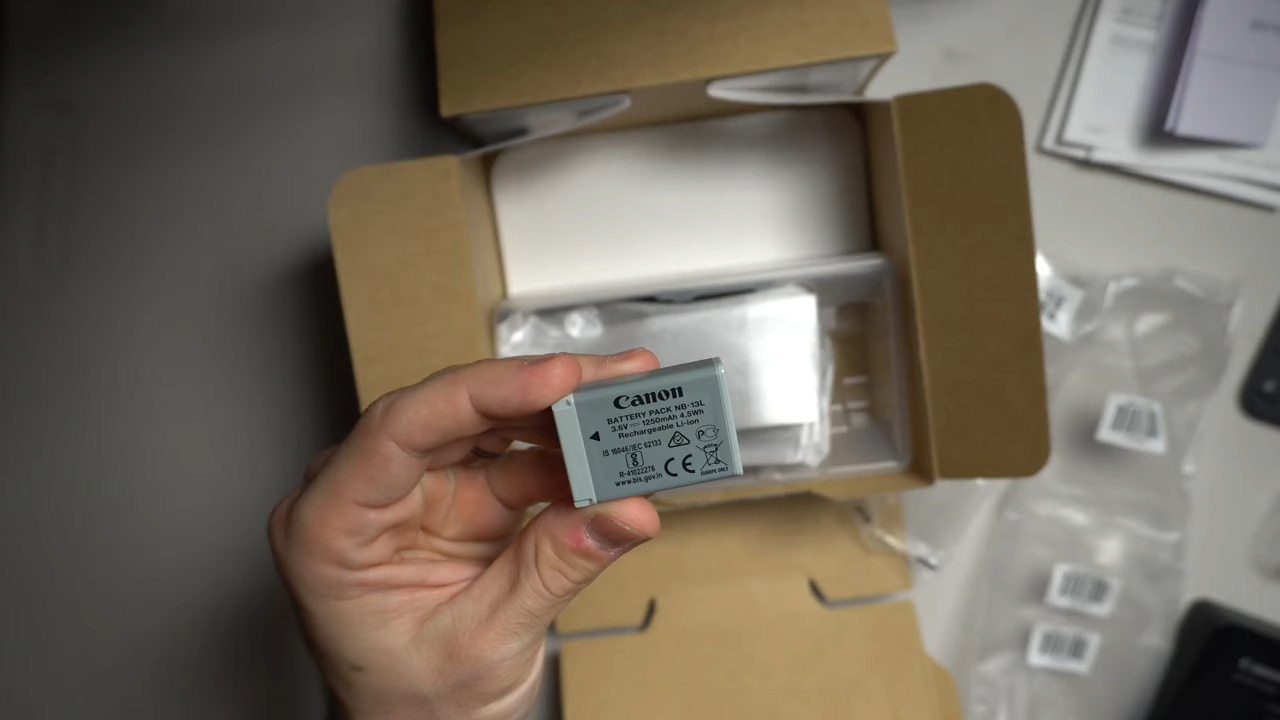 Canon
BATTERY PACK NB-13L
3.6V⎓ 1250mAh 4.5Wh
Rechargeable Li-ion
IS 16046/IEC 62133
R-41022276
www.bis.gov.in
CE
EUROPE ONLY